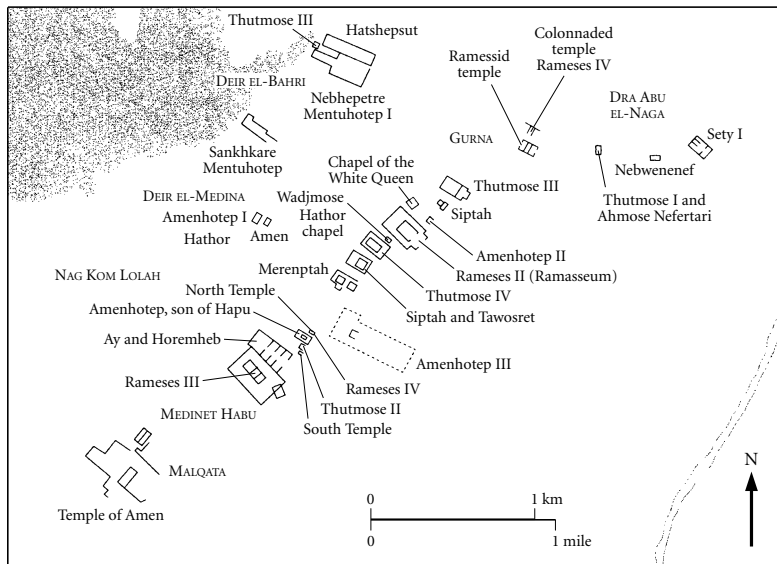 Thutmose III
Hatshepsut
DEIR EL-BAHRI
Nebhepetre
Mentuhotep I
Colonnaded
temple
Rameses IV
Ramessid
temple
DRA ABU
EL-NAGA
GURNA
Sety I
Nebwenenef
Thutmose I and
Ahmose Nefertari
Sankhkare
Mentuhotep
Chapel of the
White Queen
Thutmose III
Siptah
DEIR EL-MEDINA
Amenhotep I
Hathor
Amen
Wadjmose
Hathor
chapel
Amenhotep II
Rameses II (Ramasseum)
Merenptah
Thutmose IV
Siptah and Tawosret
NAG KOM LOLAH
North Temple
Amenhotep, son of Hapu
Ay and Horemheb
Amenhotep III
Rameses III
Rameses IV
Thutmose II
South Temple
MEDINET HABU
MALQATA
Temple of Amen
0
1 km
0
1 mile
N